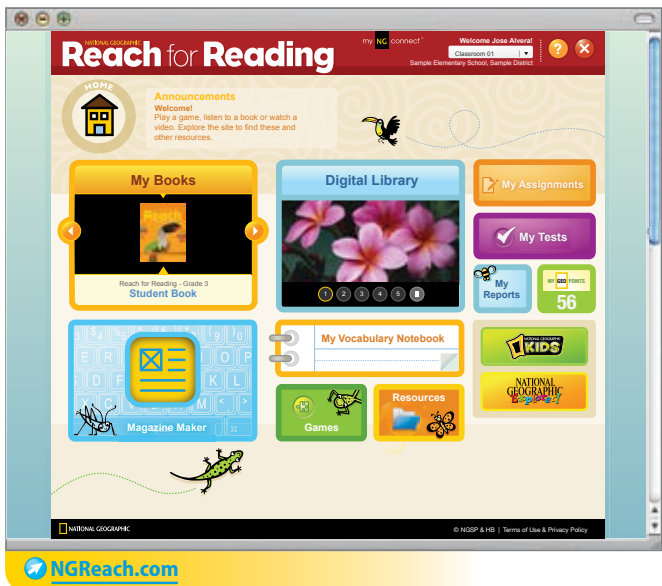 NATIONAL GEOGRAPHIC
Reach for Reading
my NG connect™
Welcome Jose Alvera!
Classroom 01
Sample Elementary School, Sample District
?
HOME
Announcements
Welcome!
Play a game, listen to a book or watch a
video. Explore the site to find these and
other resources.
My Books
Reach
Reach for Reading - Grade 3
Student Book
Digital Library
1 2 3 4 5
My Assignments
My Tests
My
Reports
MY GEO POINTS
56
Magazine Maker
My Vocabulary Notebook
Games
Resources
NATIONAL GEOGRAPHIC
KIDS
NATIONAL
GEOGRAPHIC
Explorer!
NATIONAL GEOGRAPHIC
© NGSP & HB | Terms of Use & Privacy Policy
NGReach.com